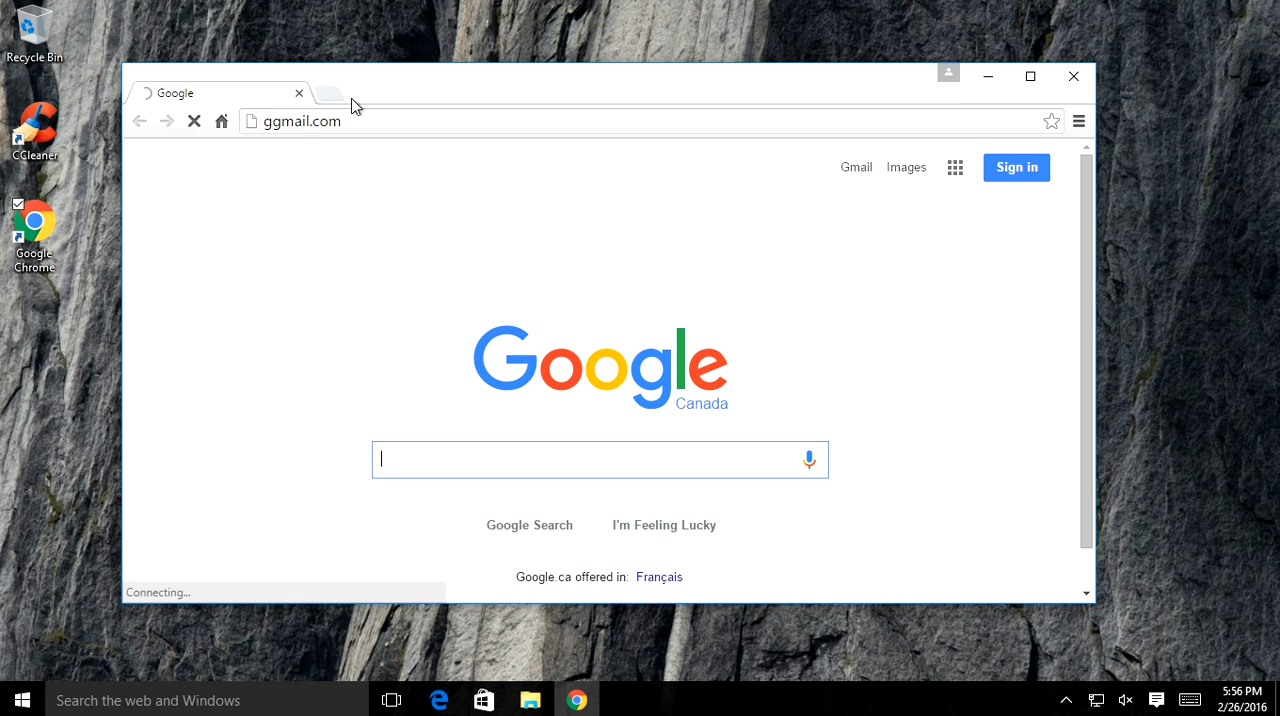 Recycle Bin
CCleaner
Google
Chrome
Google
ggmail.com
Gmail Images Sign in
Google
Canada
Google Search I'm Feeling Lucky
Google.ca offered in: Français
Connecting...
Search the web and Windows
5:56 PM
2/26/2016